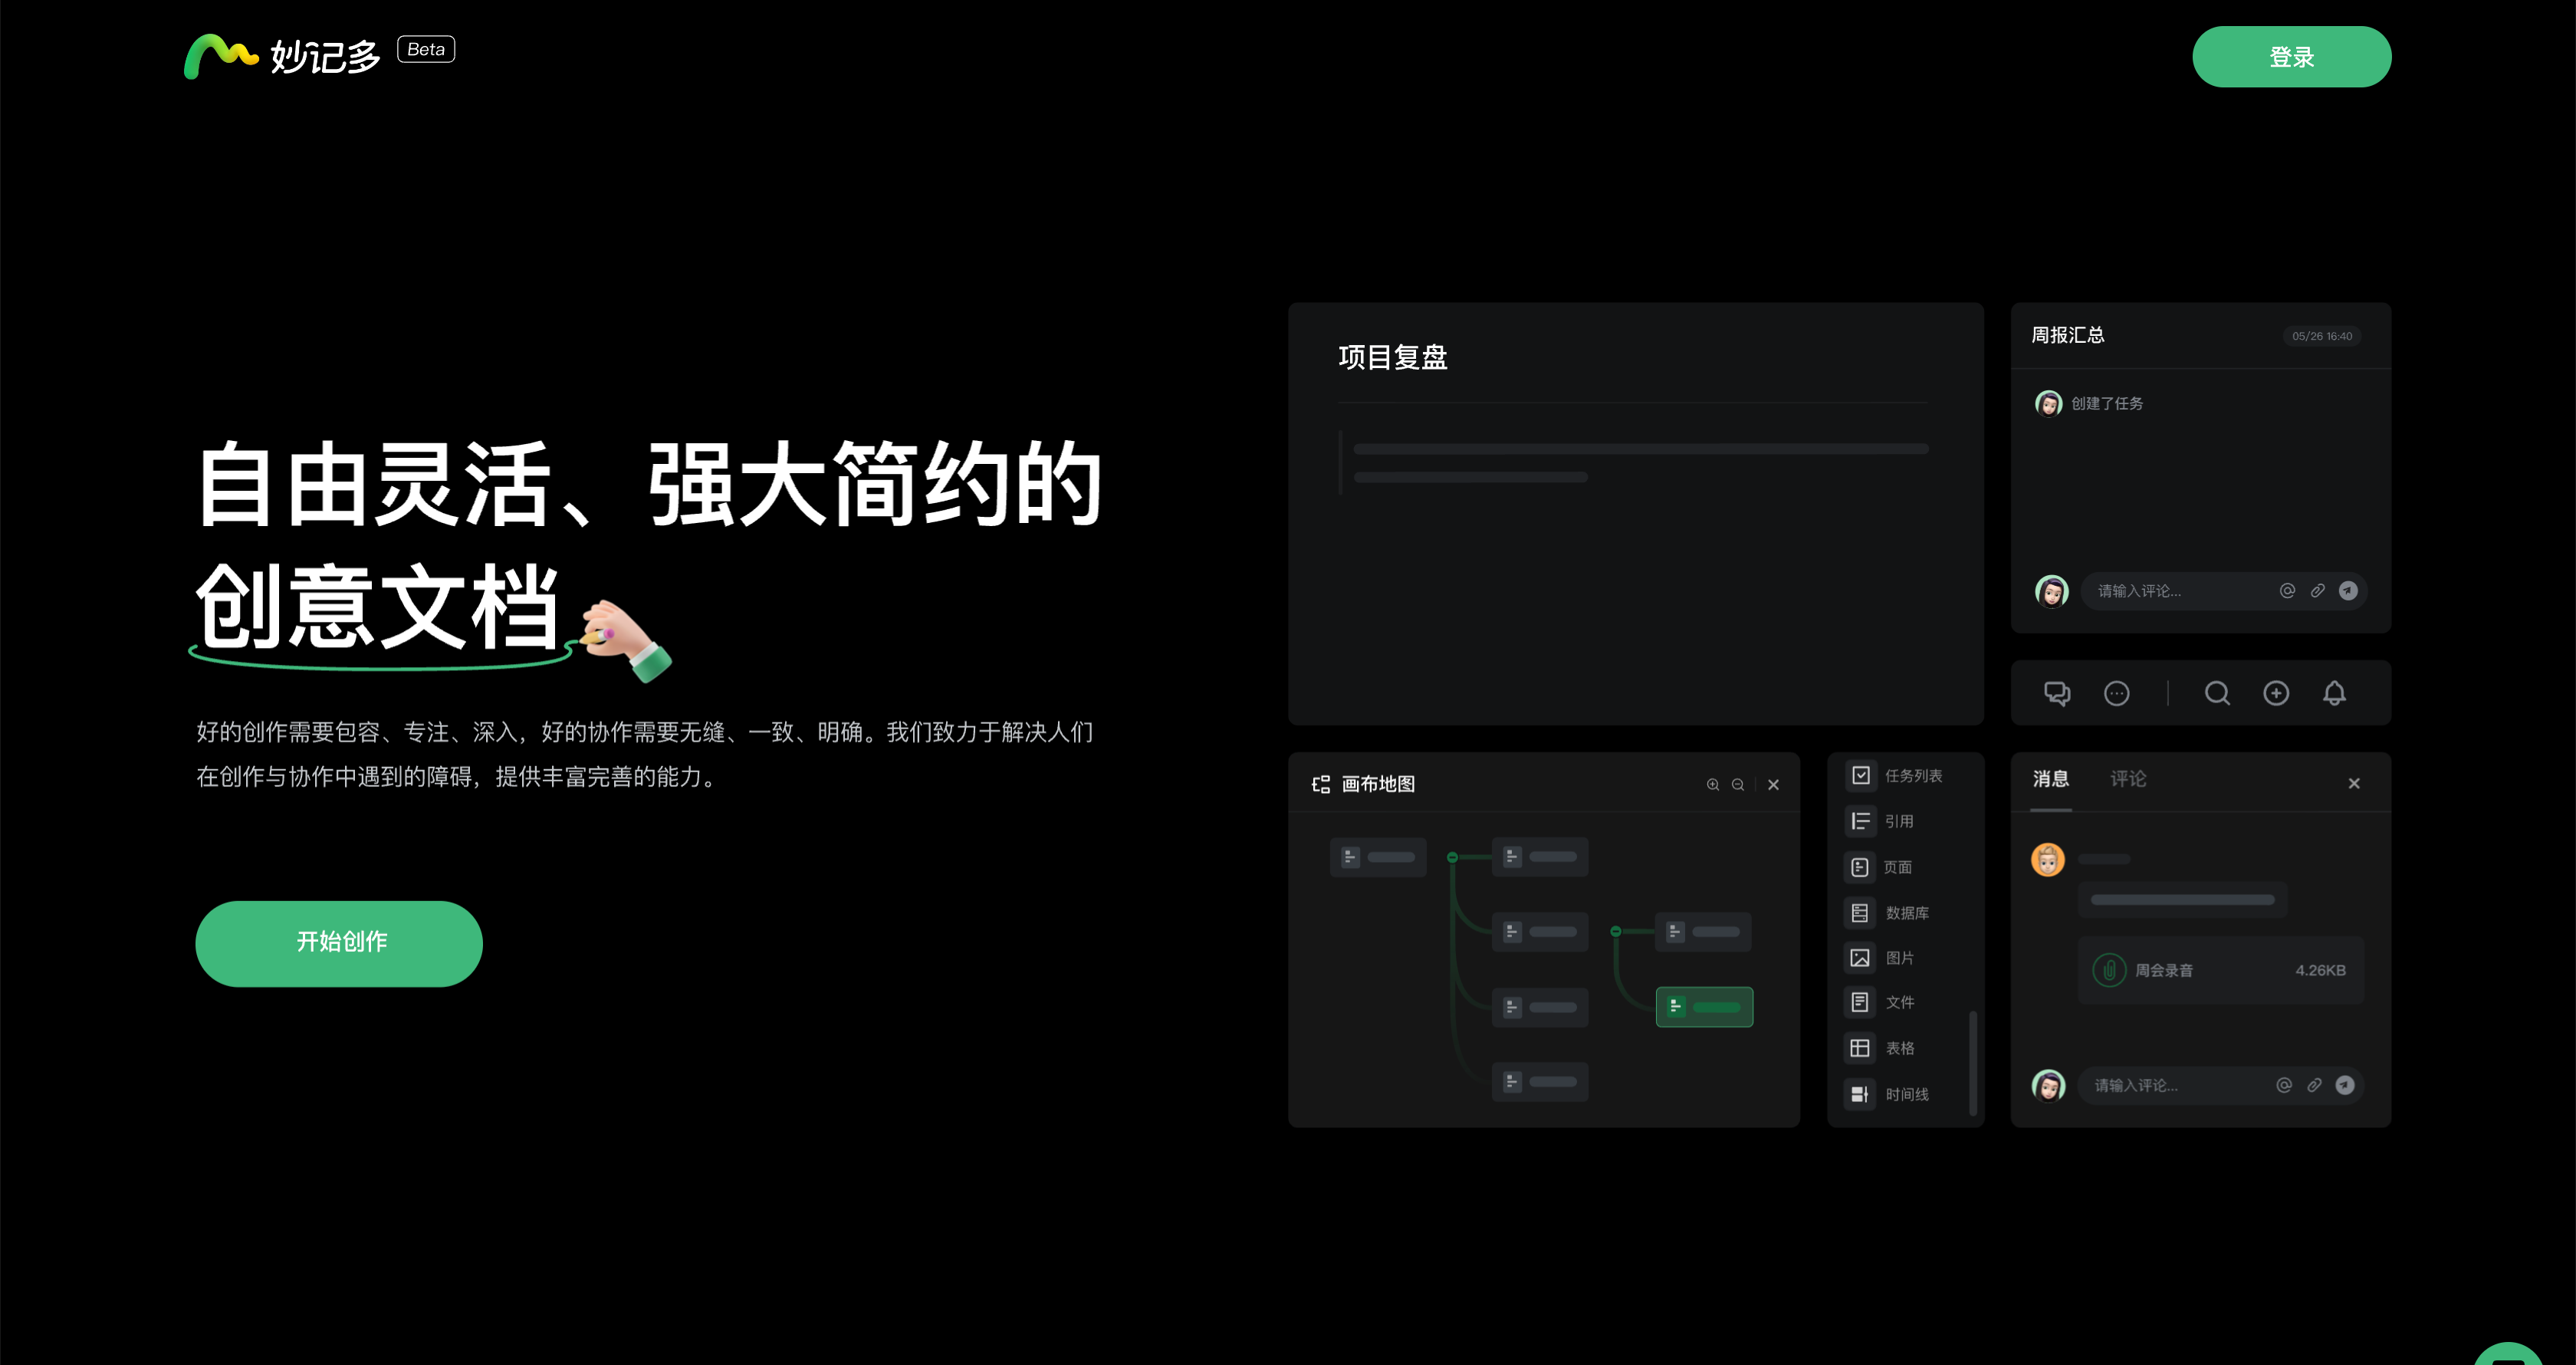 妙记多
Beta
登录
自由灵活、强大简约的
创意文档
好的创作需要包容、专注、深入，好的协作需要无缝、一致、明确。我们致力于解决人们
在创作与协作中遇到的障碍，提供丰富完善的能力。
开始创作
项目复盘
周报汇总
05/26 16:40
创建了任务
请输入评论...
画布地图
任务列表
引用
页面
数据库
图片
文件
表格
时间线
消息
评论
周会录音
4.26KB
请输入评论...